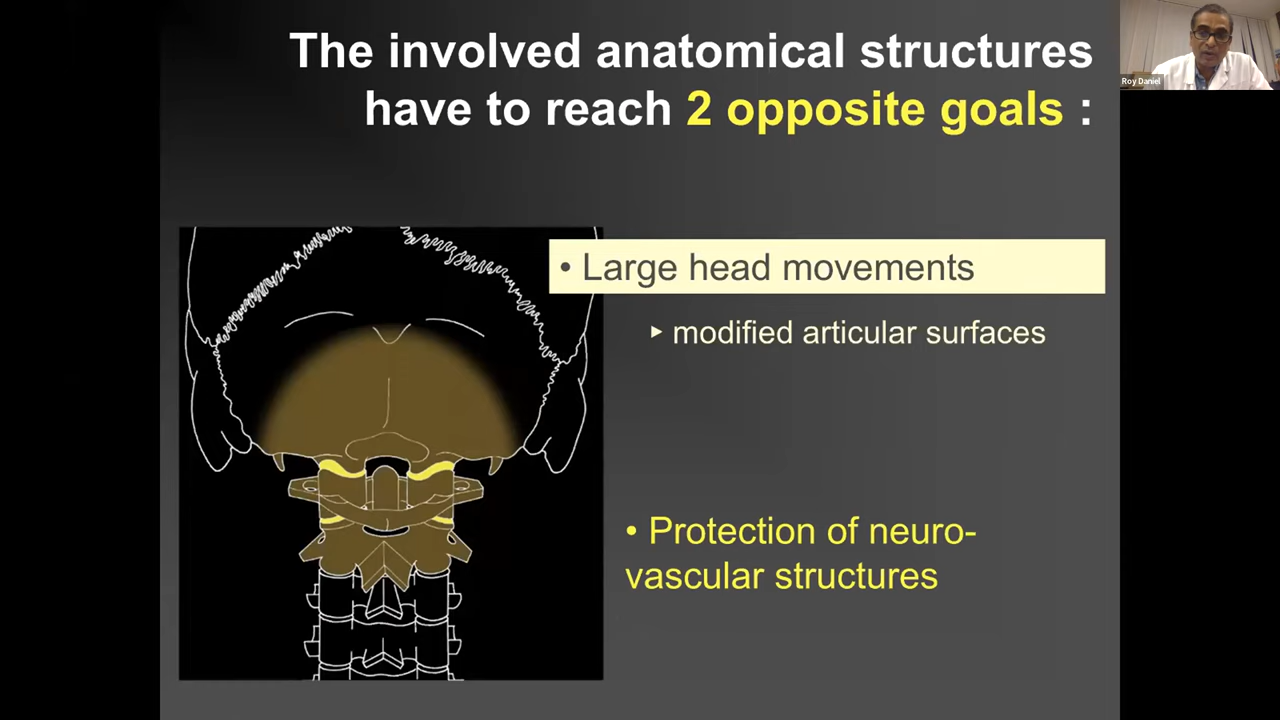 The involved anatomical structures
have to reach 2 opposite goals :
• Large head movements
▸ modified articular surfaces
• Protection of neuro-
vascular structures
Roy Daniel